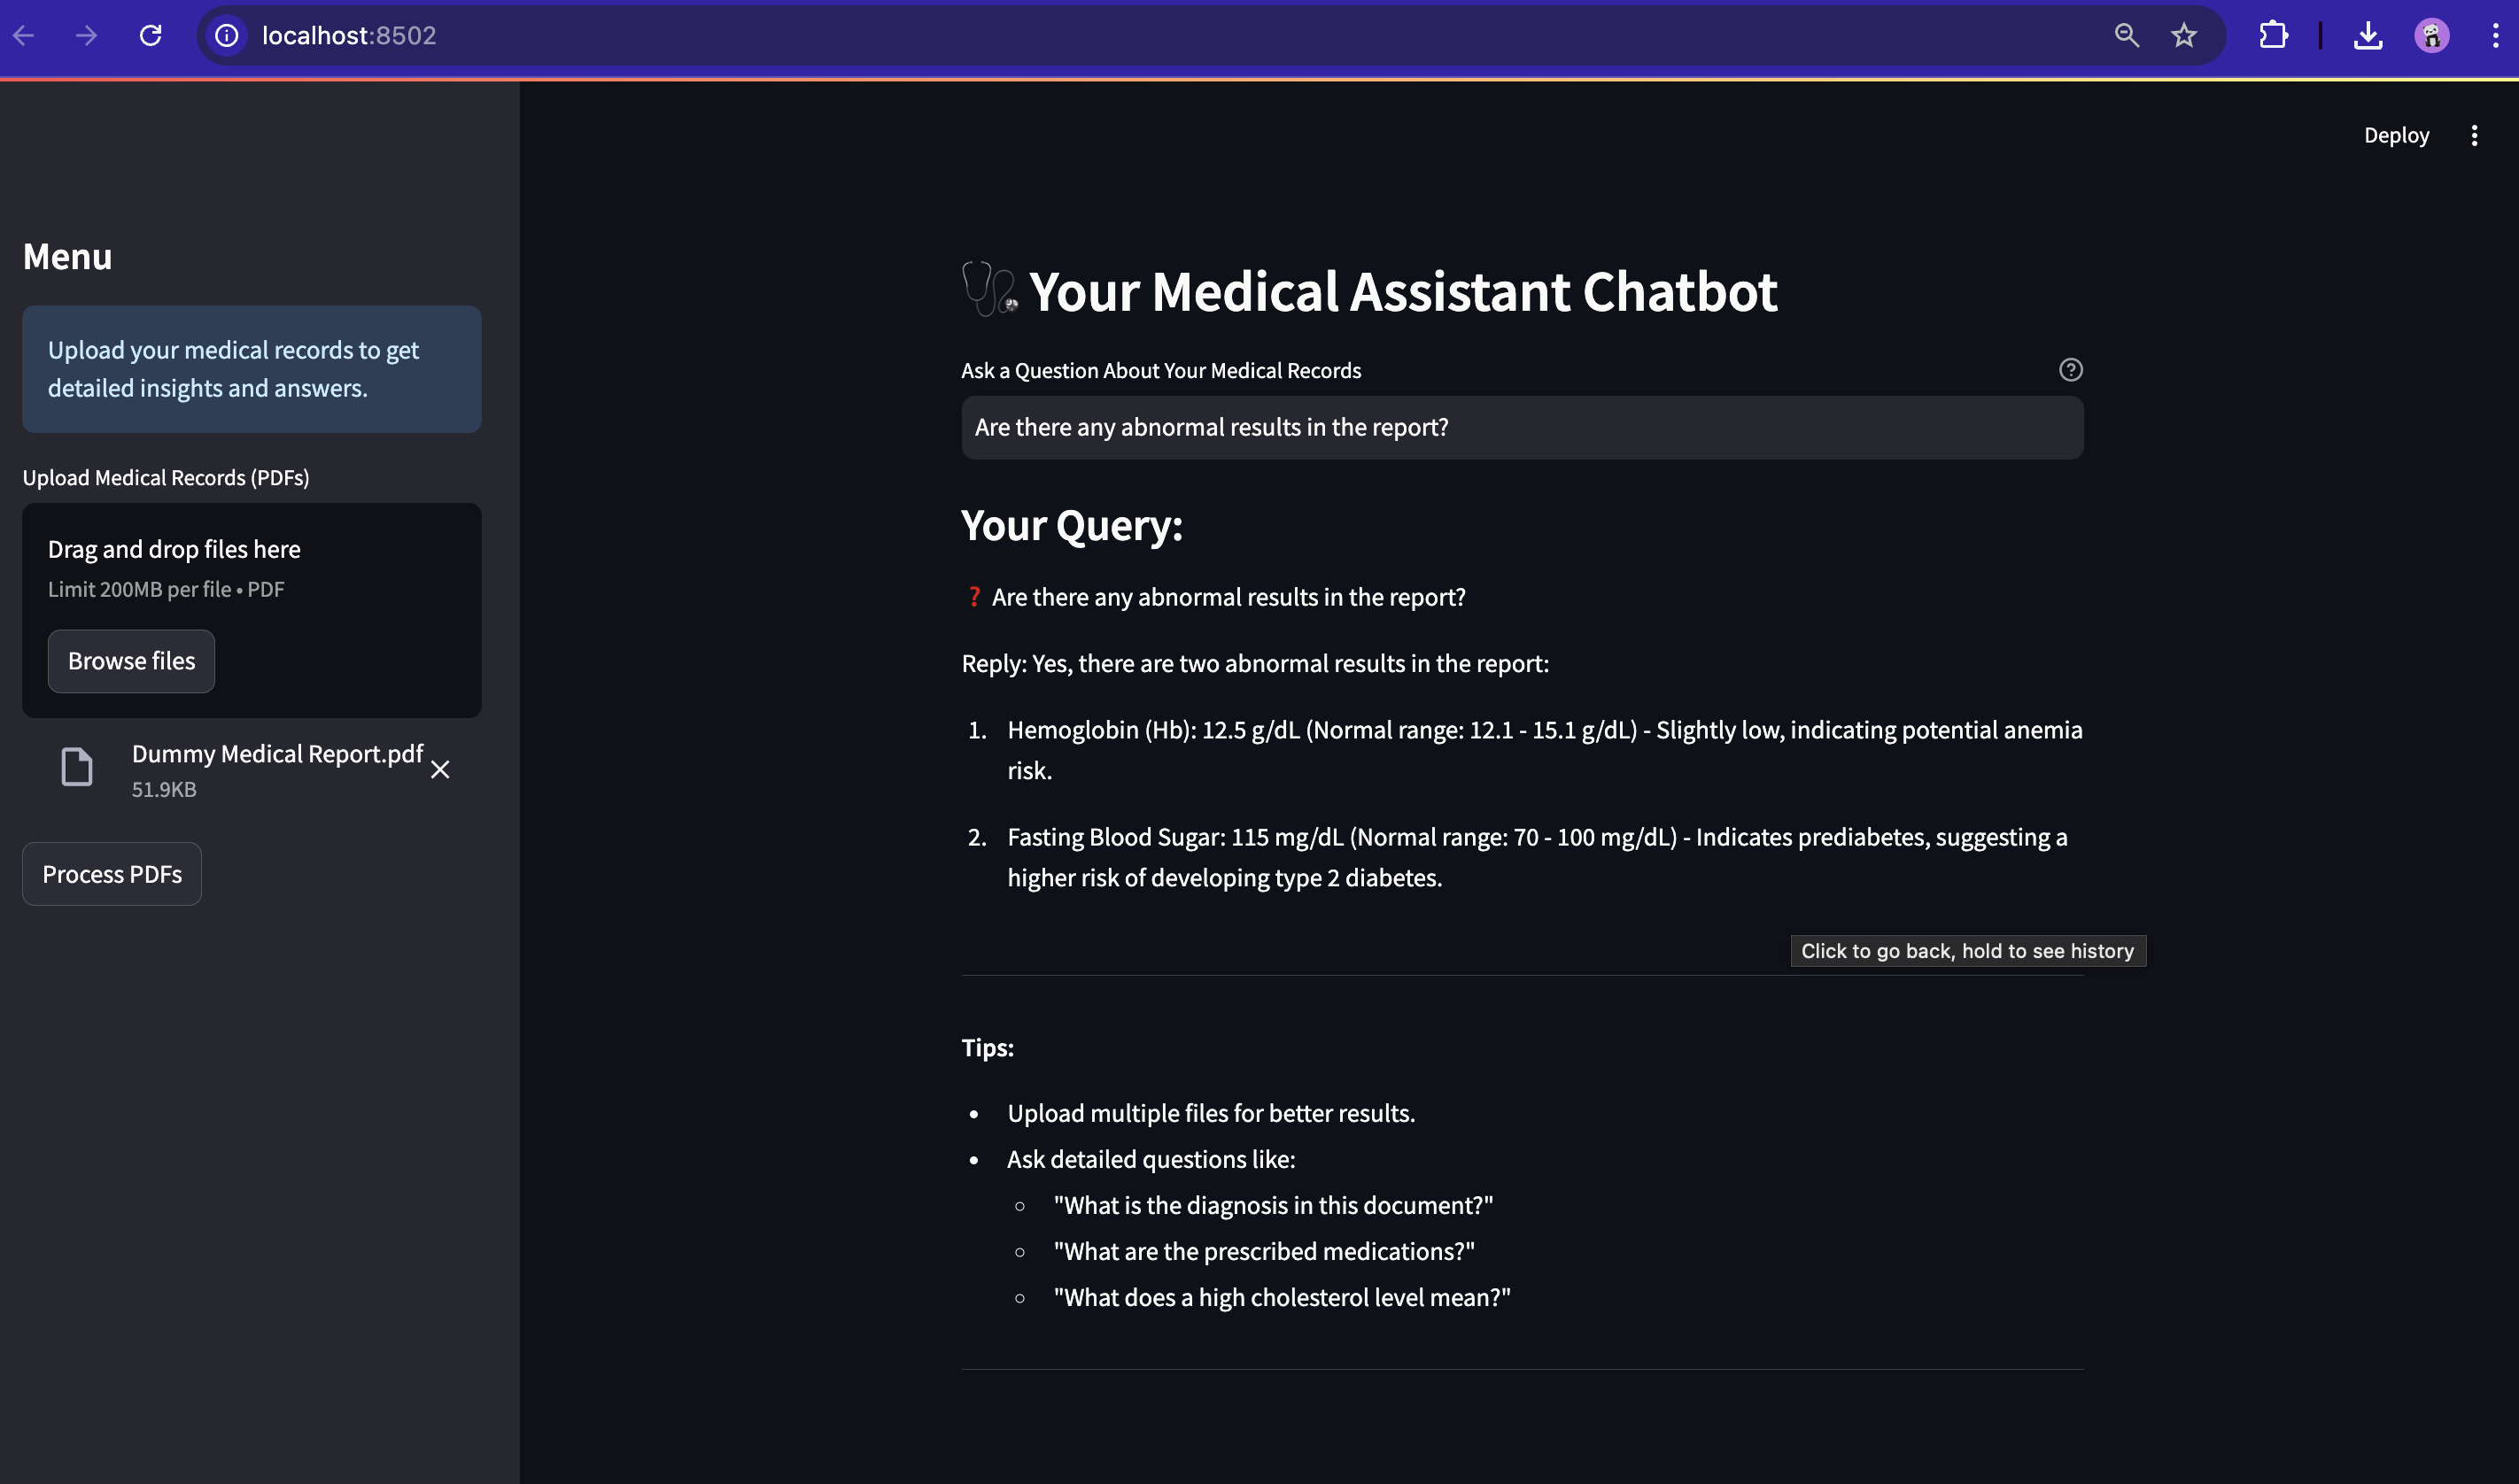 localhost:8502
Deploy
Menu
Upload your medical records to get
detailed insights and answers.
Upload Medical Records (PDFs)
Drag and drop files here
Limit 200MB per file • PDF
Browse files
Dummy Medical Report.pdf
51.9KB
Process PDFs
Your Medical Assistant Chatbot
Ask a Question About Your Medical Records
Are there any abnormal results in the report?
Your Query:
❓ Are there any abnormal results in the report?
Reply: Yes, there are two abnormal results in the report:
1. Hemoglobin (Hb): 12.5 g/dL (Normal range: 12.1 - 15.1 g/dL) - Slightly low, indicating potential anemia
risk.
2. Fasting Blood Sugar: 115 mg/dL (Normal range: 70 - 100 mg/dL) - Indicates prediabetes, suggesting a
higher risk of developing type 2 diabetes.
Click to go back, hold to see history
Tips:
• Upload multiple files for better results.
• Ask detailed questions like:
○ "What is the diagnosis in this document?"
○ "What are the prescribed medications?"
○ "What does a high cholesterol level mean?"